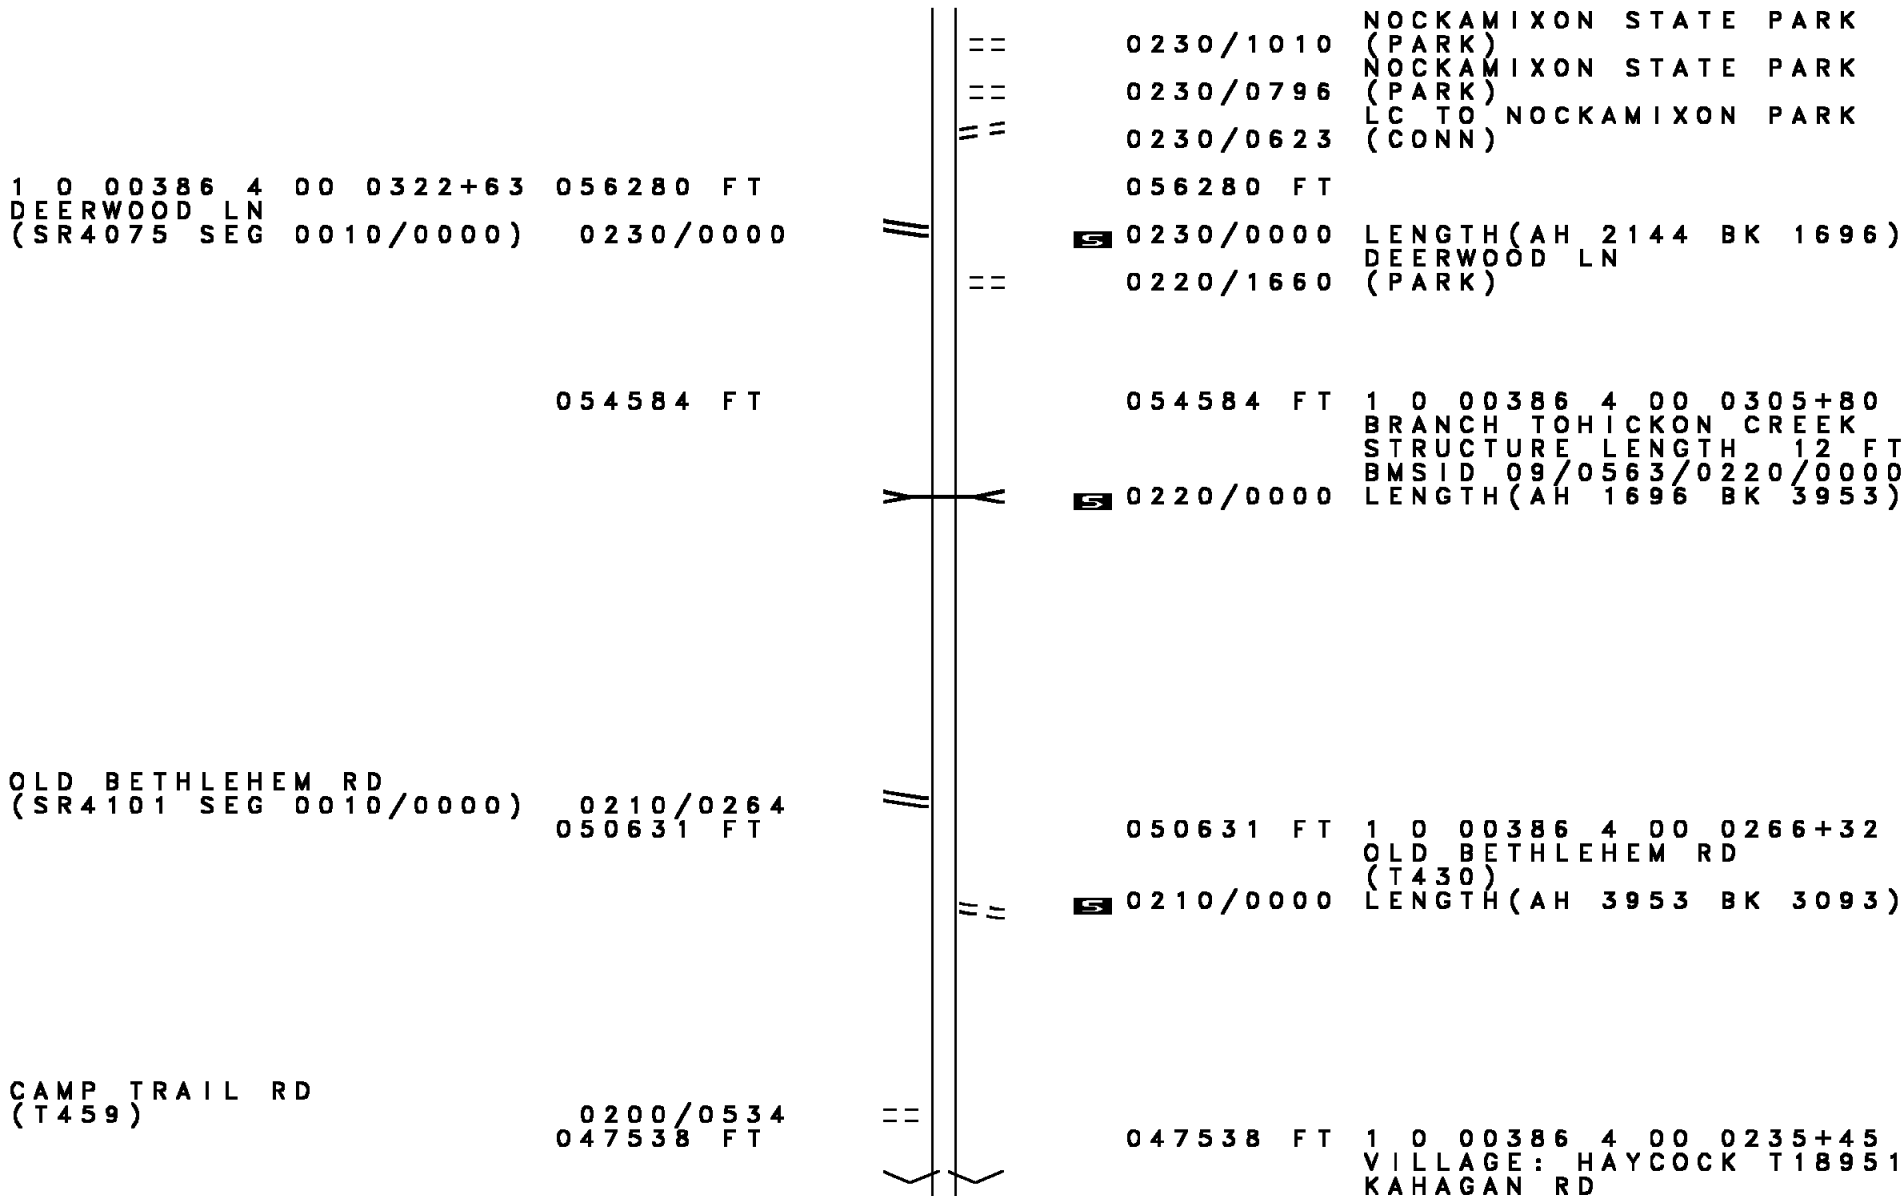 NOCKAMIXON STATE PARK
0230/1010 (PARK)
NOCKAMIXON STATE PARK
0230/0796 (PARK)
LC TO NOCKAMIXON PARK
0230/0623 (CONN)
1 0 00386 4 00 0322+63 056280 FT 056280 FT
DEERWOOD LN
(SR4075 SEG 0010/0000) 0230/0000 S 0230/0000 LENGTH(AH 2144 BK 1696)
DEERWOOD LN
0220/1660 (PARK)
054584 FT 054584 FT 1 0 00386 4 00 0305+80
BRANCH TOHICKON CREEK
STRUCTURE LENGTH 12 FT
BMSID 09/0563/0220/0000
S 0220/0000 LENGTH(AH 1696 BK 3953)
OLD BETHLEHEM RD
(SR4101 SEG 0010/0000) 0210/0264
050631 FT 050631 FT 1 0 00386 4 00 0266+32
OLD BETHLEHEM RD
(T430)
S 0210/0000 LENGTH(AH 3953 BK 3093)
CAMP TRAIL RD
(T459) 0200/0534
047538 FT 047538 FT 1 0 00386 4 00 0235+45
VILLAGE: HAYCOCK T18951
KAHAGAN RD